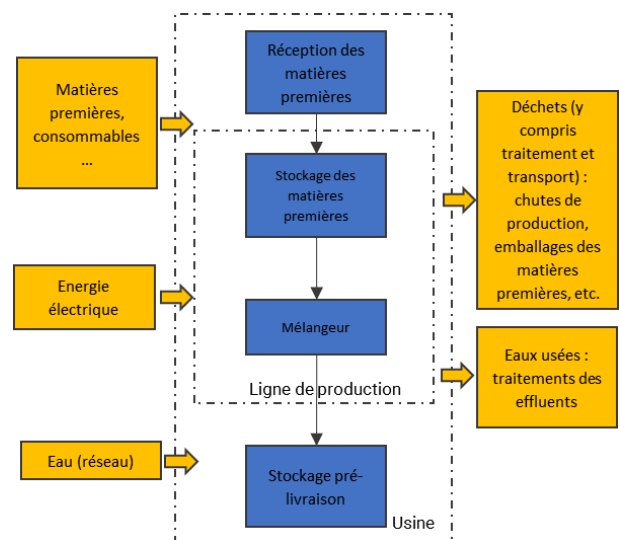 Réception des
matières
premières
Matières
premières,
consommables
...
Stockage des
matières
premières
Déchets (y
compris
traitement et
transport) :
chutes de
production,
emballages des
matières
premières, etc.
Energie
électrique
Mélangeur
Ligne de production
Eaux usées :
traitements des
effluents
Eau (réseau)
Stockage pré-
livraison
Usine